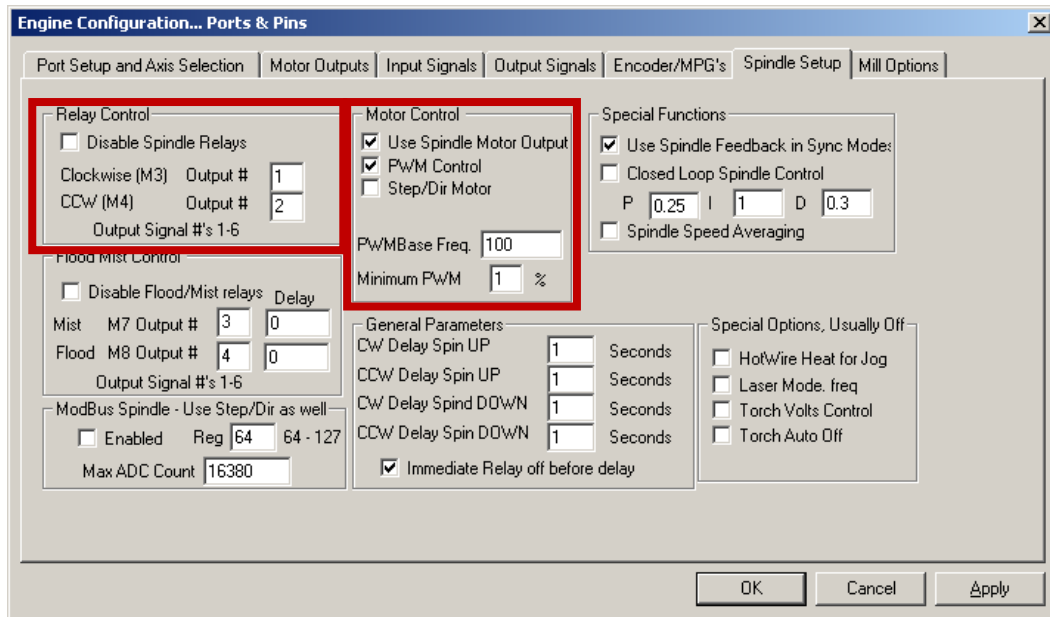 Engine Configuration... Ports & Pins
Port Setup and Axis Selection Motor Outputs Input Signals Output Signals Encoder/MPG's Spindle Setup Mill Options
Relay Control
Disable Spindle Relays
Clockwise (M3) Output # 1
CCW (M4) Output # 2
Output Signal #'s 1-6
Flood Mist Control
Disable Flood/Mist relays Delay
Mist M7 Output # 3 0
Flood M8 Output # 4 0
Output Signal #'s 1-6
ModBus Spindle - Use Step/Dir as well
Enabled Reg 64 64 - 127
Max ADC Count 16380
Motor Control
Use Spindle Motor Output
PWM Control
Step/Dir Motor
PWMBase Freq. 100
Minimum PWM 1 %
General Parameters
CW Delay Spin UP 1 Seconds
CCW Delay Spin UP 1 Seconds
CW Delay Spind DOWN 1 Seconds
CCW Delay Spin DOWN 1 Seconds
Immediate Relay off before delay
Special Functions
Use Spindle Feedback in Sync Modes
Closed Loop Spindle Control
P 0.25 I 1 D 0.3
Spindle Speed Averaging
Special Options, Usually Off
HotWire Heat for Jog
Laser Mode. freq
Torch Volts Control
Torch Auto Off
OK Cancel Apply